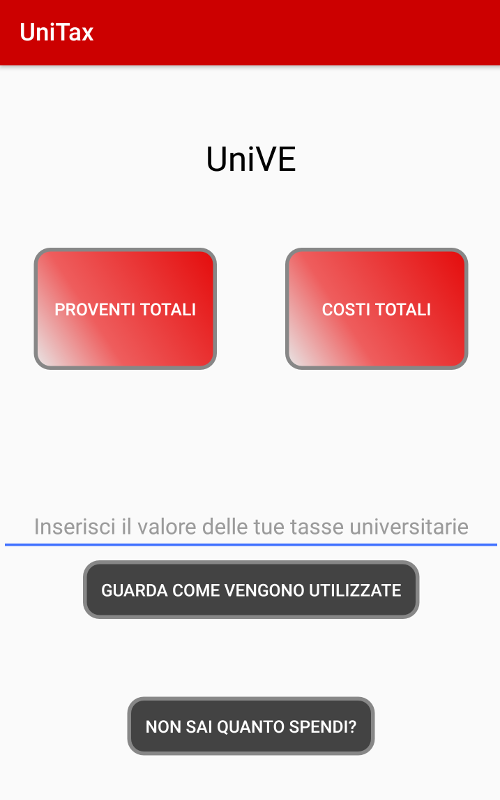 UniTax
UniVE
PROVENTI TOTALI
COSTI TOTALI
Inserisci il valore delle tue tasse universitarie
GUARDA COME VENGONO UTILIZZATE
NON SAI QUANTO SPENDI?